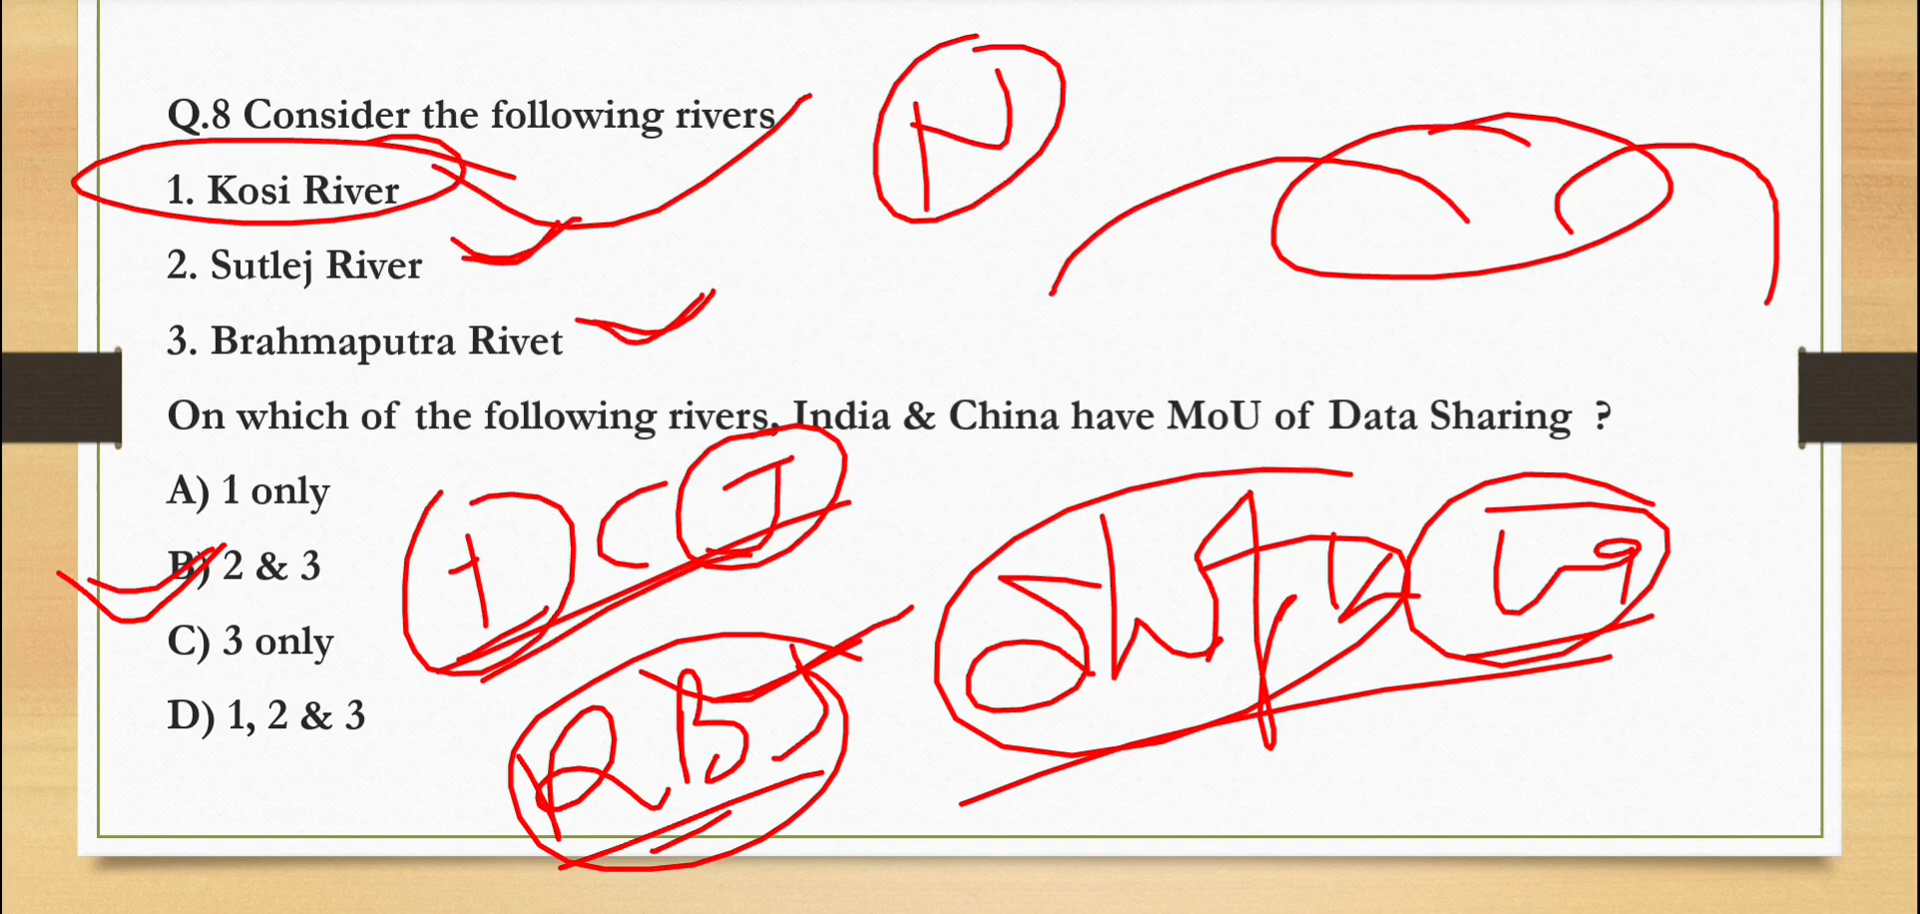 Q.8 Consider the following rivers
N
1. Kosi River
2. Sutlej River
3. Brahmaputra Rivet
On which of the following rivers, India & China have MoU of Data Sharing ?
A) 1 only
B) 2 & 3
C) 3 only
D) 1, 2 & 3